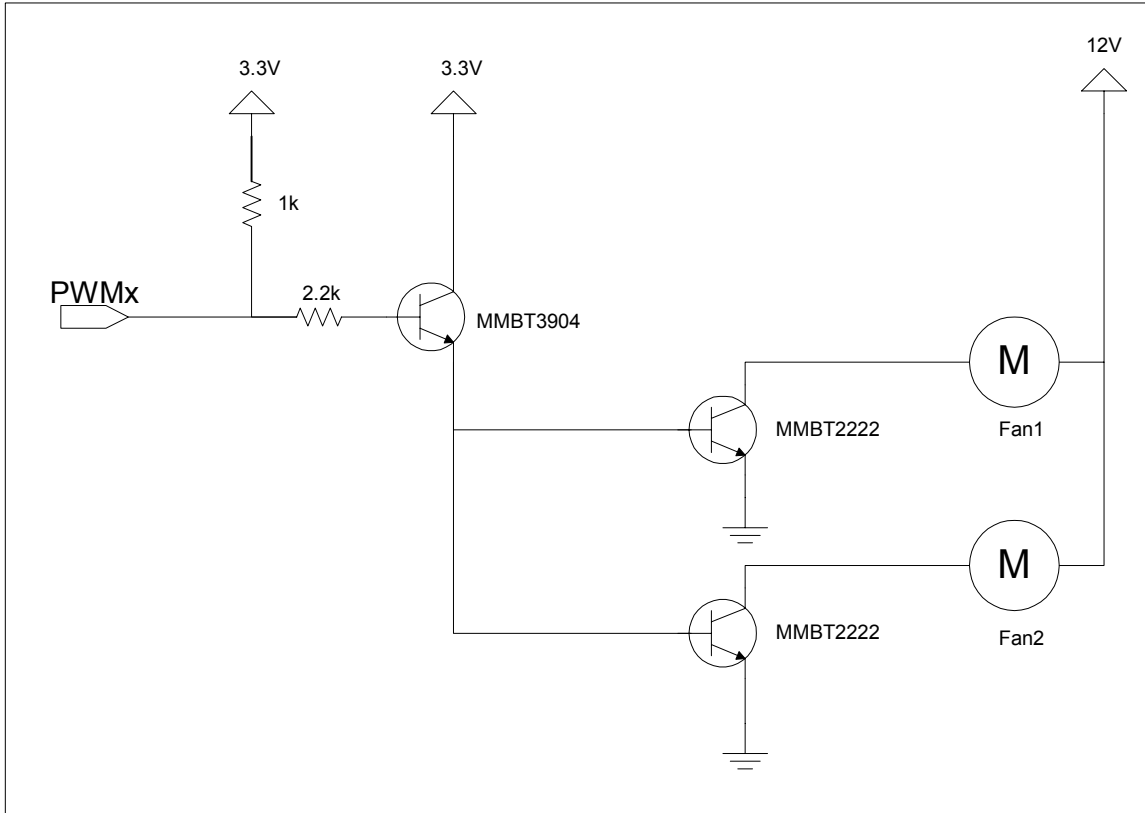 12V
3.3V
3.3V
1k
PWMx
2.2k
MMBT3904
M
MMBT2222
Fan1
M
MMBT2222
Fan2